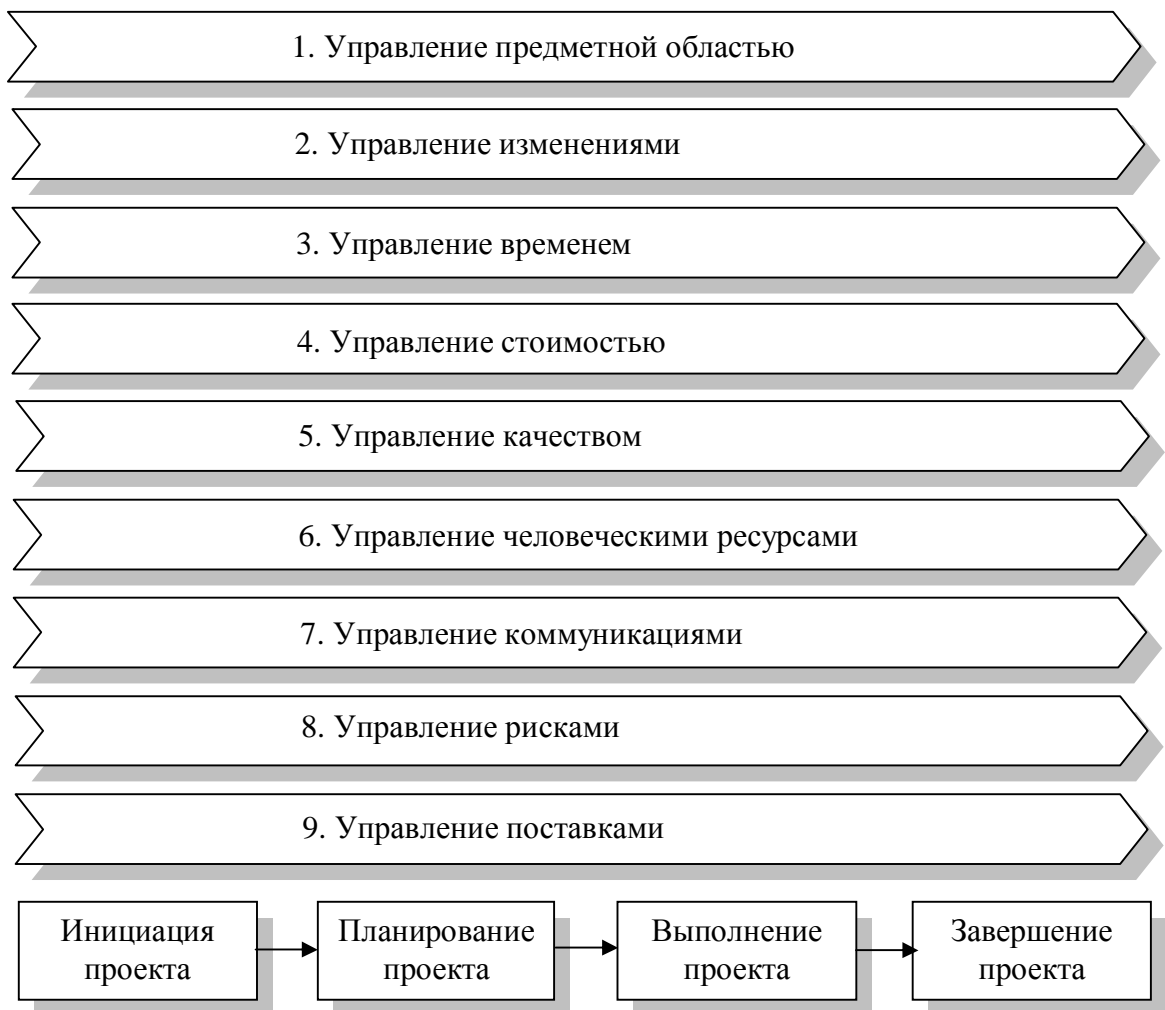 1. Управление предметной областью
2. Управление изменениями
3. Управление временем
4. Управление стоимостью
5. Управление качеством
6. Управление человеческими ресурсами
7. Управление коммуникациями
8. Управление рисками
9. Управление поставками
Инициация
проекта
Планирование
проекта
Выполнение
проекта
Завершение
проекта